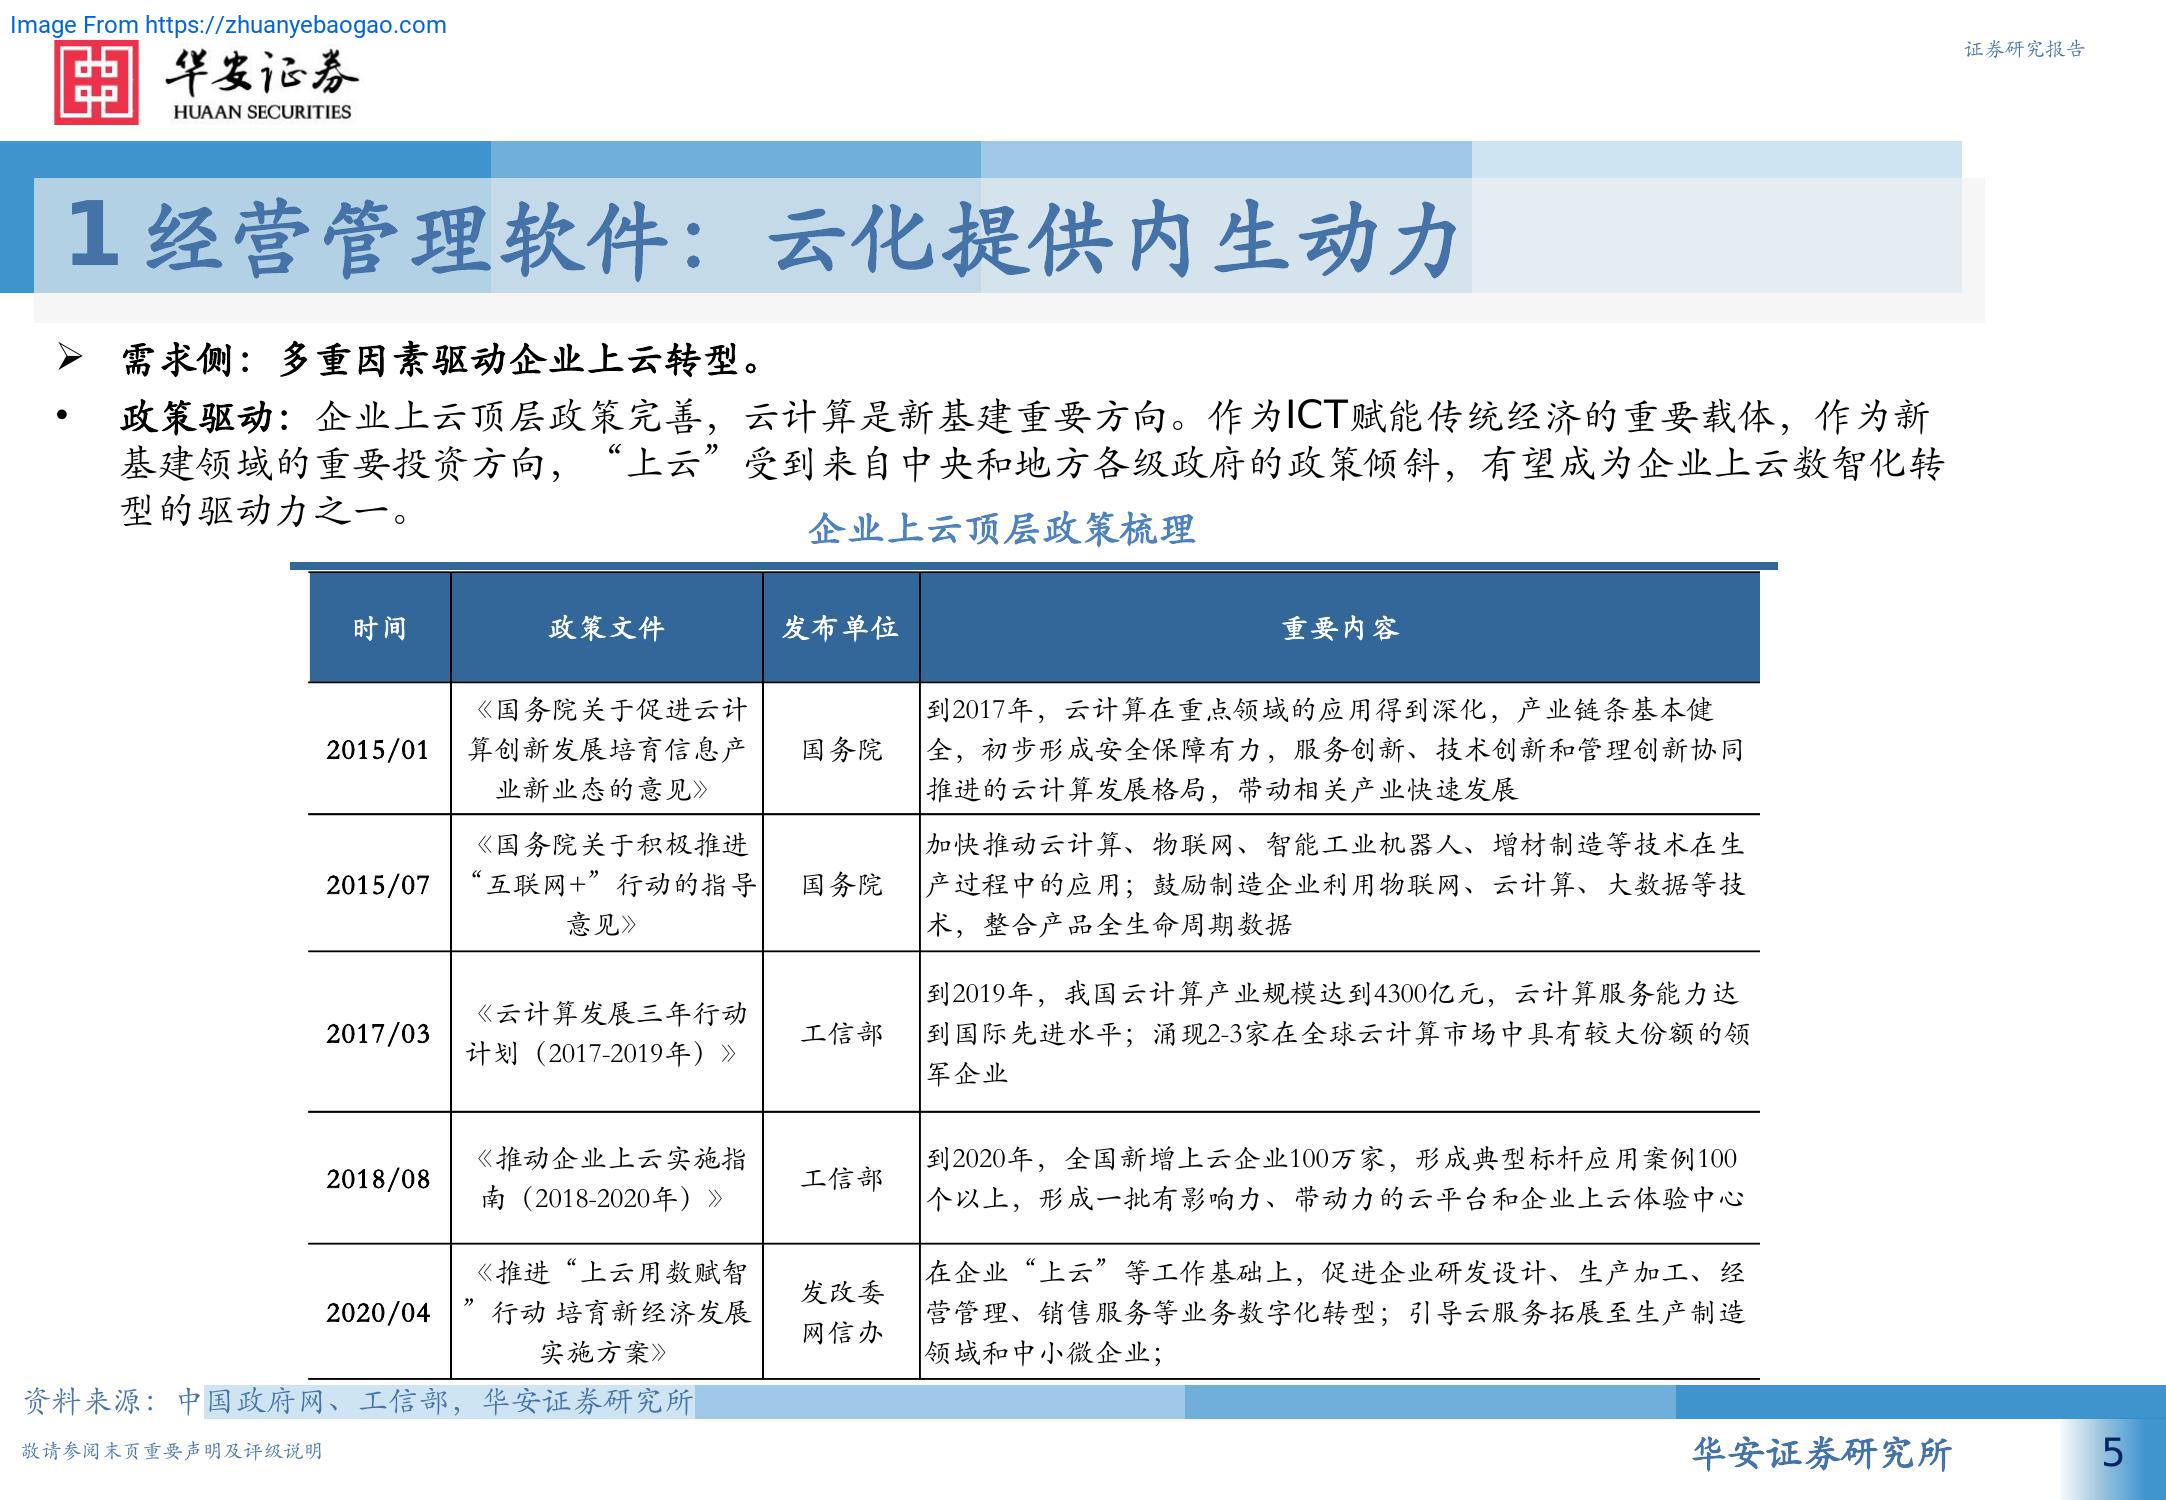 Image From https://zhuanyebaogao.com
证券研究报告
华安证券
HUAAN SECURITIES
1 经营管理软件：云化提供内生动力
➢ 需求侧：多重因素驱动企业上云转型。
• 政策驱动：企业上云顶层政策完善，云计算是新基建重要方向。作为ICT赋能传统经济的重要载体，作为新
基建领域的重要投资方向，“上云”受到来自中央和地方各级政府的政策倾斜，有望成为企业上云数智化转
型的驱动力之一。
企业上云顶层政策梳理
时间 政策文件 发布单位 重要内容
2015/01
《国务院关于促进云计
算创新发展培育信息产
业新业态的意见》
国务院
到2017年，云计算在重点领域的应用得到深化，产业链条基本健
全，初步形成安全保障有力，服务创新、技术创新和管理创新协同
推进的云计算发展格局，带动相关产业快速发展
2015/07
《国务院关于积极推进
“互联网+”行动的指导
意见》
国务院
加快推动云计算、物联网、智能工业机器人、增材制造等技术在生
产过程中的应用；鼓励制造企业利用物联网、云计算、大数据等技
术，整合产品全生命周期数据
2017/03
《云计算发展三年行动
计划（2017-2019年）》
工信部
到2019年，我国云计算产业规模达到4300亿元，云计算服务能力达
到国际先进水平；涌现2-3家在全球云计算市场中具有较大份额的领
军企业
2018/08
《推动企业上云实施指
南（2018-2020年）》
工信部
到2020年，全国新增上云企业100万家，形成典型标杆应用案例100
个以上，形成一批有影响力、带动力的云平台和企业上云体验中心
2020/04
《推进“上云用数赋智
”行动 培育新经济发展
实施方案》
发改委
网信办
在企业“上云”等工作基础上，促进企业研发设计、生产加工、经
营管理、销售服务等业务数字化转型；引导云服务拓展至生产制造
领域和中小微企业；
资料来源：中国政府网、工信部，华安证券研究所
敬请参阅末页重要声明及评级说明
华安证券研究所
5